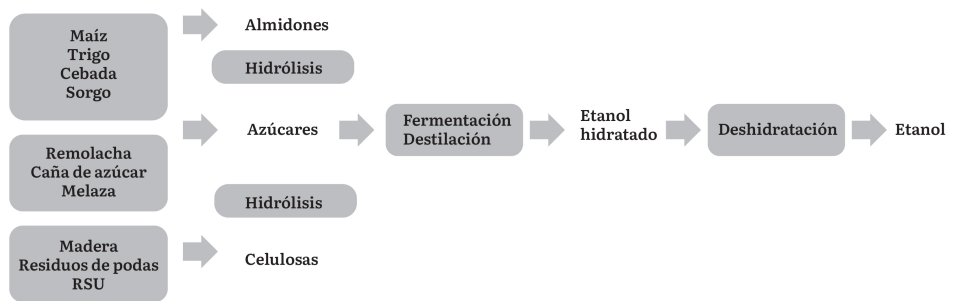 Maíz
Trigo
Cebada
Sorgo
Almidones
Hidrólisis
Remolacha
Caña de azúcar
Melaza
Azúcares
Fermentación
Destilación
Etanol
hidratado
Deshidratación
Etanol
Hidrólisis
Madera
Residuos de podas
RSU
Celulosas